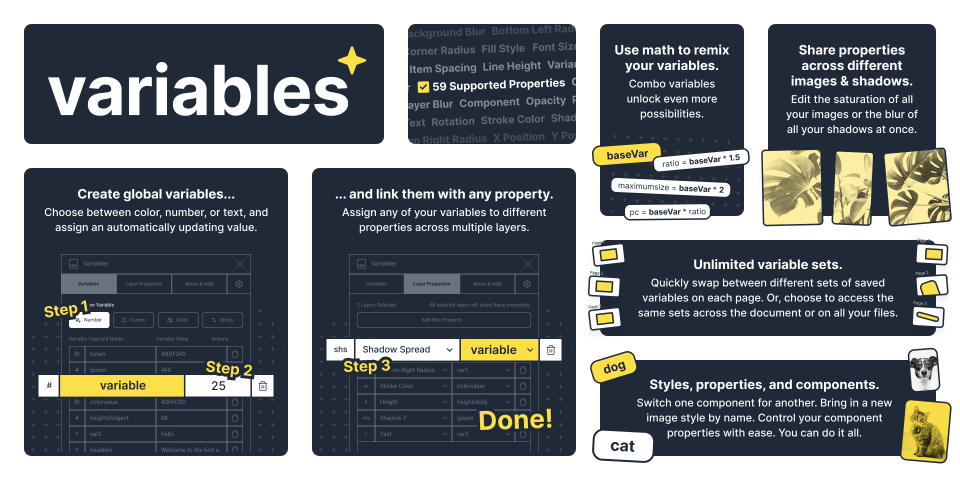 variables
Background Blur Bottom Left Radi
Corner Radius Fill Style Font Size
Item Spacing Line Height Varian
59 Supported Properties
Layer Blur Component Opacity
Text Rotation Stroke Color Shad
Top Right Radius X Position Y Pos
Use math to remix
your variables.
Combo variables
unlock even more
possibilities.
baseVar
ratio = baseVar * 1.5
maximumsize = baseVar * 2
pc = baseVar * ratio
Share properties
across different
images & shadows.
Edit the saturation of all
your images or the blur of
all your shadows at once.
Create global variables...
Choose between color, number, or text, and
assign an automatically updating value.
Variables
Variables Layer Properties About & Help
Step 1
w Variable
Number Combo Color String
Variable Type and Name Variable Value Actions
lorem #B3F245
# ipsum 460
Step 2
# variable 25
colorvalue #2FACED
# heightofobject 88
T var2 hello
T headline Welcome to the first e
... and link them with any property.
Assign any of your variables to different
properties across multiple layers.
Variables
Variables Layer Properties About & Help
2 Layers Selected All selected layers will share these properties
Add New Property
shs Shadow Spread variable
Step 3
um Right Radius var1
Stroke Color colorvalue
Height heightofobj
Shadow Y ipsum
Text var2
Done!
Unlimited variable sets.
Quickly swap between different sets of saved
variables on each page. Or, choose to access the
same sets across the document or on all your files.
Page 2
Page 3
dog
Styles, properties, and components.
Switch one component for another. Bring in a new
image style by name. Control your component
properties with ease. You can do it all.
cat